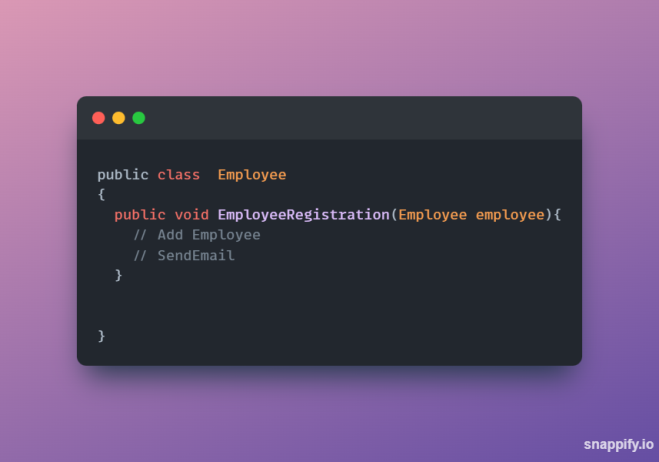 public class  Employee
{
  public void EmployeeRegistration(Employee employee){
    // Add Employee
    // SendEmail
  }
}
snappify.io